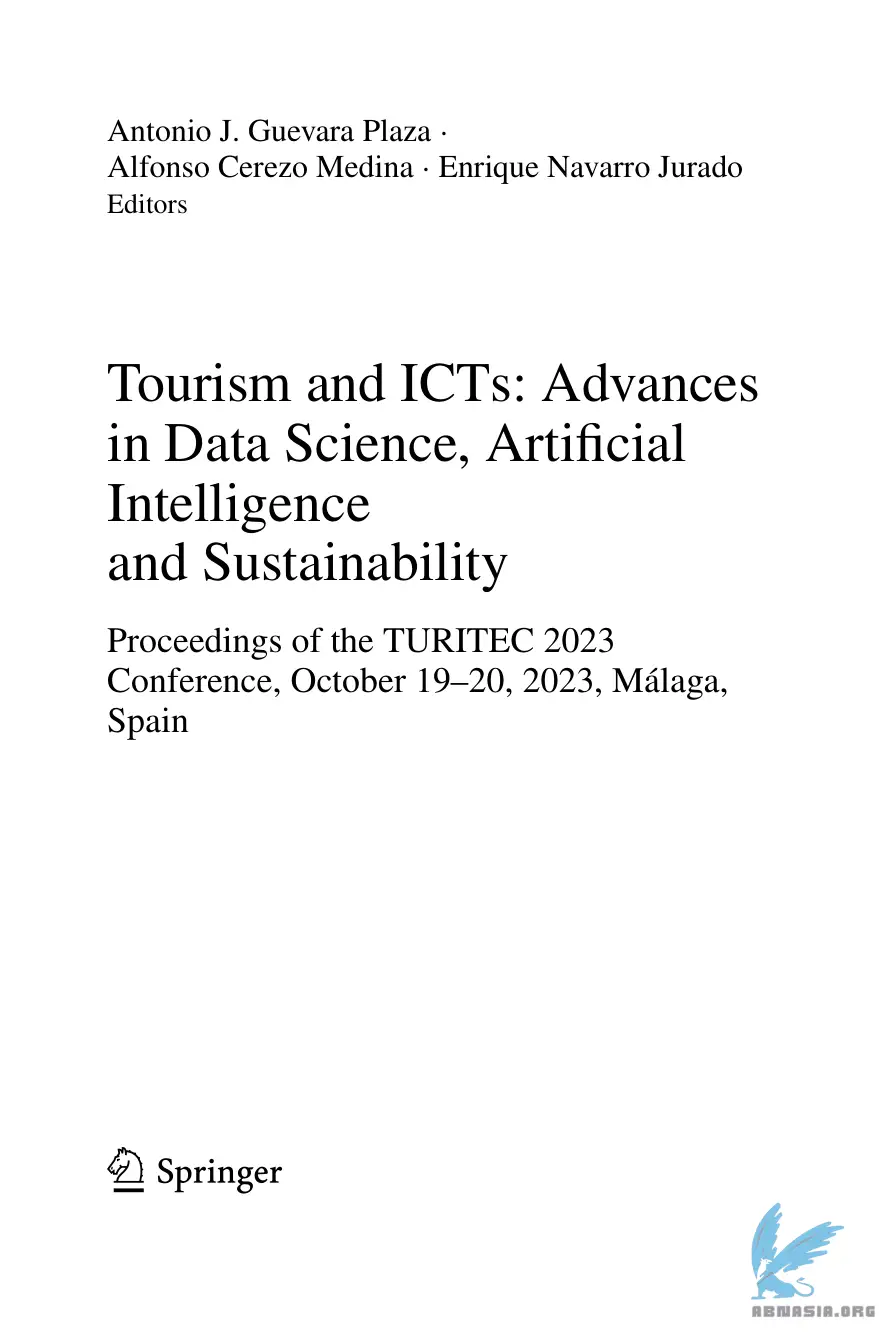 Antonio J. Guevara Plaza ·
Alfonso Cerezo Medina · Enrique Navarro Jurado
Editors
Tourism and ICTs: Advances
in Data Science, Artificial
Intelligence
and Sustainability
Proceedings of the TURITEC 2023
Conference, October 19–20, 2023, Málaga,
Spain
Springer
ABNASIA.ORG